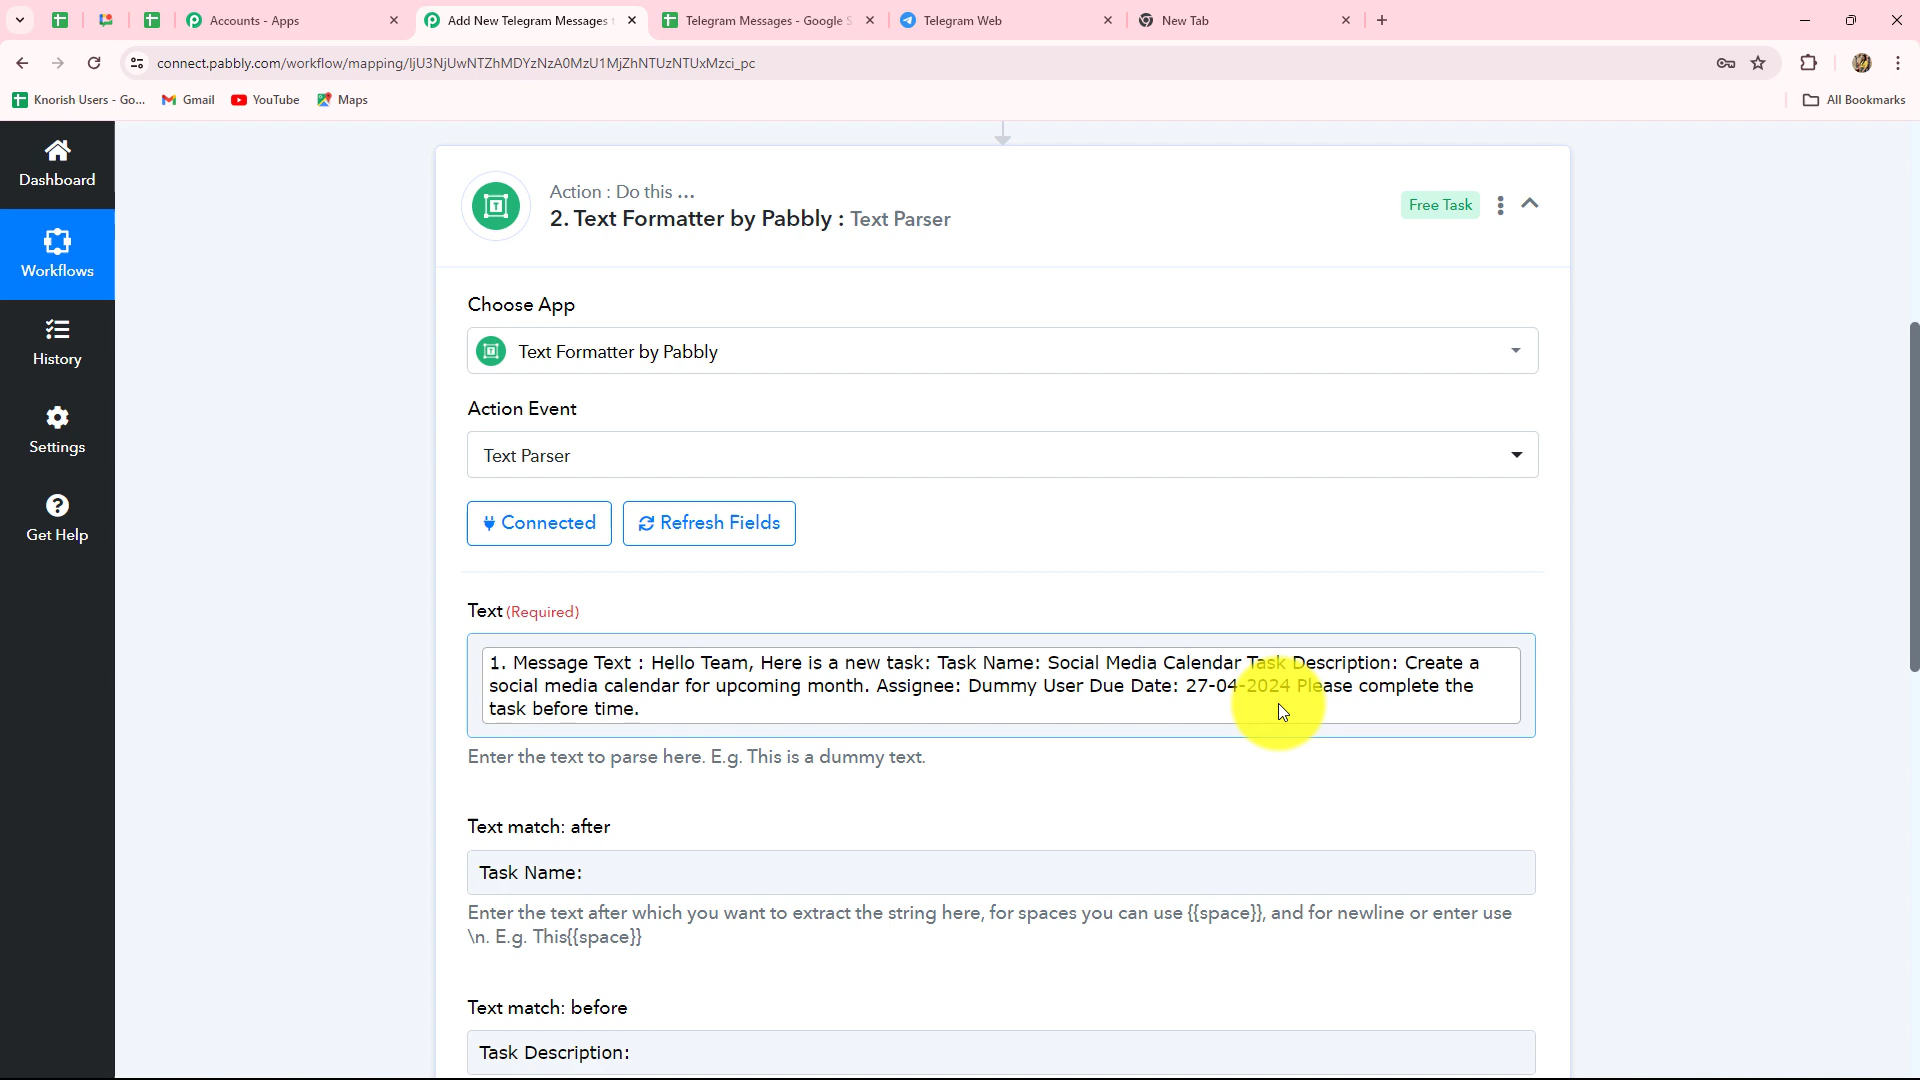 Accounts - Apps
Add New Telegram Messages
Telegram Messages - Google S
Telegram Web
New Tab
connect.pabbly.com/workflow/mapping/IjU3NjUwNTZhMDYzNzA0MzU1MjZhNTUzNTUxMzci_pc
Knorish Users - Go...
Gmail
YouTube
Maps
All Bookmarks
Dashboard
Workflows
History
Settings
Get Help
Action : Do this ...
2. Text Formatter by Pabbly : Text Parser
Free Task
Choose App
Text Formatter by Pabbly
Action Event
Text Parser
Connected
Refresh Fields
Text (Required)
1. Message Text : Hello Team, Here is a new task: Task Name: Social Media Calendar Task Description: Create a
social media calendar for upcoming month. Assignee: Dummy User Due Date: 27-04-2024 Please complete the
task before time.
Enter the text to parse here. E.g. This is a dummy text.
Text match: after
Task Name:
Enter the text after which you want to extract the string here, for spaces you can use {{space}}, and for newline or enter use
\n. E.g. This{{space}}
Text match: before
Task Description: